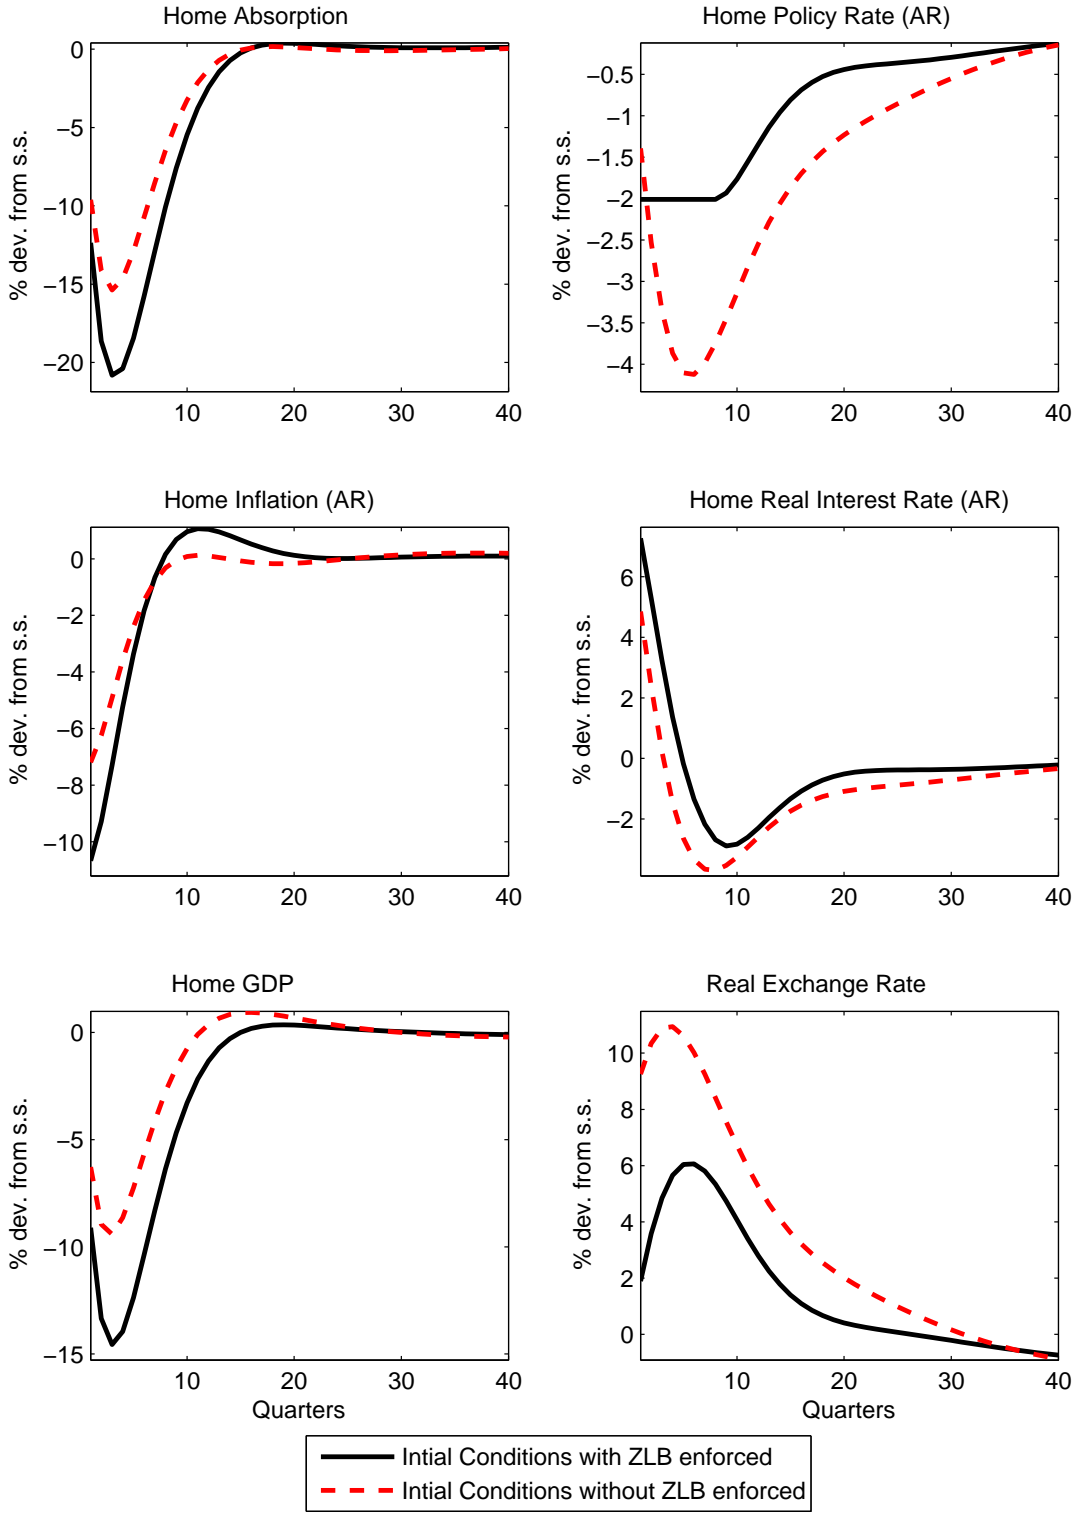 Home Absorption
0
−5
−10
−15
−20
% dev. from s.s.
10 20 30 40
Home Policy Rate (AR)
−0.5
−1
−1.5
−2
−2.5
−3
−3.5
−4
% dev. from s.s.
10 20 30 40
Home Inflation (AR)
0
−2
−4
−6
−8
−10
% dev. from s.s.
10 20 30 40
Home Real Interest Rate (AR)
6
4
2
0
−2
% dev. from s.s.
10 20 30 40
Home GDP
0
−5
−10
−15
% dev. from s.s.
10 20 30 40
Quarters
Real Exchange Rate
10
8
6
4
2
0
% dev. from s.s.
10 20 30 40
Quarters
Intial Conditions with ZLB enforced
Intial Conditions without ZLB enforced